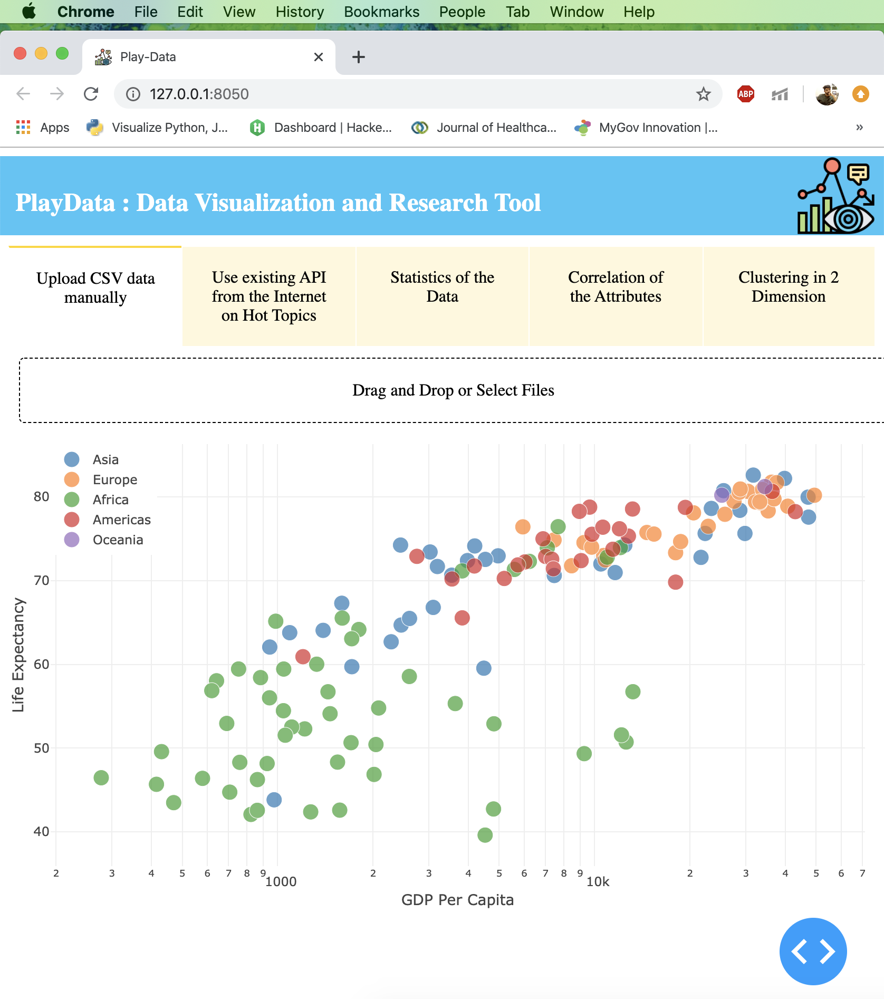 Chrome File Edit View History Bookmarks People Tab Window Help
Play-Data
127.0.0.1:8050
ABP
Apps Visualize Python, J... Dashboard | Hacke... Journal of Healthca... MyGov Innovation |... »
PlayData : Data Visualization and Research Tool
Upload CSV data
manually
Use existing API
from the Internet
on Hot Topics
Statistics of the
Data
Correlation of
the Attributes
Clustering in 2
Dimension
Drag and Drop or Select Files
Asia
Europe
Africa
Americas
Oceania
80
70
60
50
40
Life Expectancy
2 3 4 5 6 7 8 9 1000 2 3 4 5 6 7 8 9 10k 2 3 4 5 6 7
GDP Per Capita